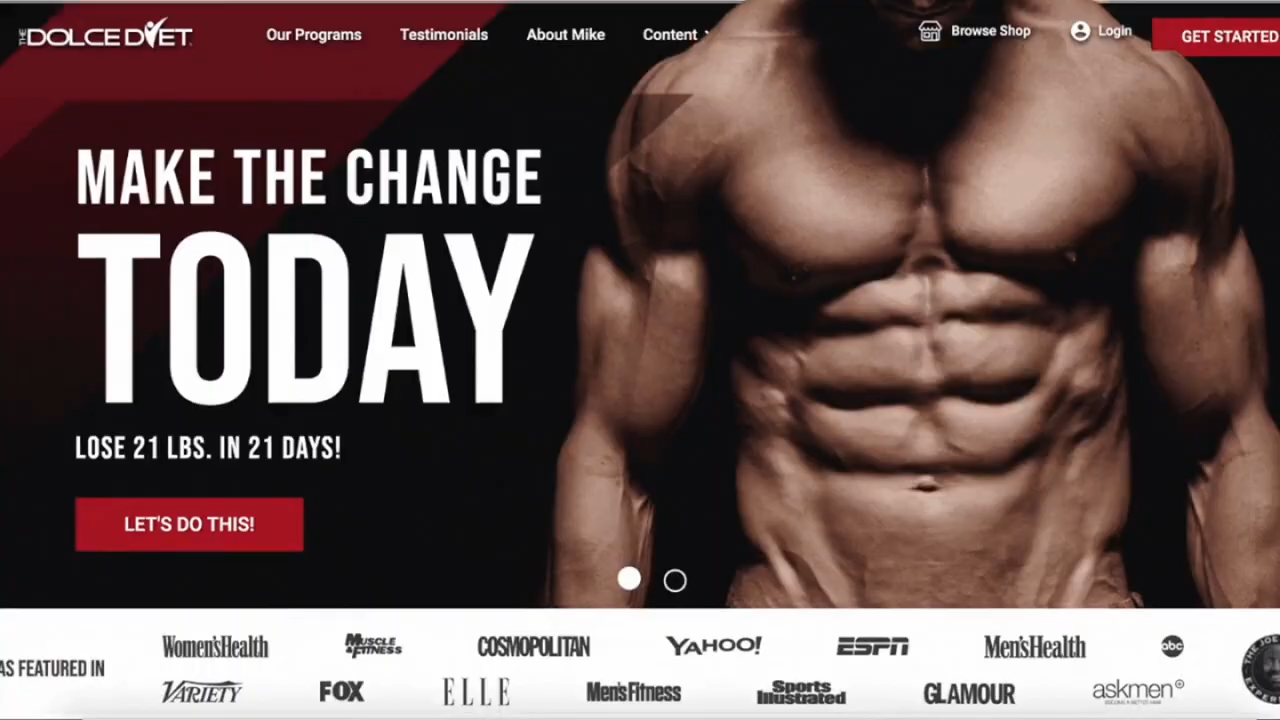 THE DOLCE DIET
Our Programs Testimonials About Mike Content Browse Shop Login GET STARTED
MAKE THE CHANGE
TODAY
LOSE 21 LBS. IN 21 DAYS!
LET'S DO THIS!
AS FEATURED IN
Women'sHealth MUSCLE & FITNESS COSMOPOLITAN YAHOO! ESPN Men'sHealth abc
VARIETY FOX ELLE Men'sFitness Sports Illustrated GLAMOUR askmen
THE JOE